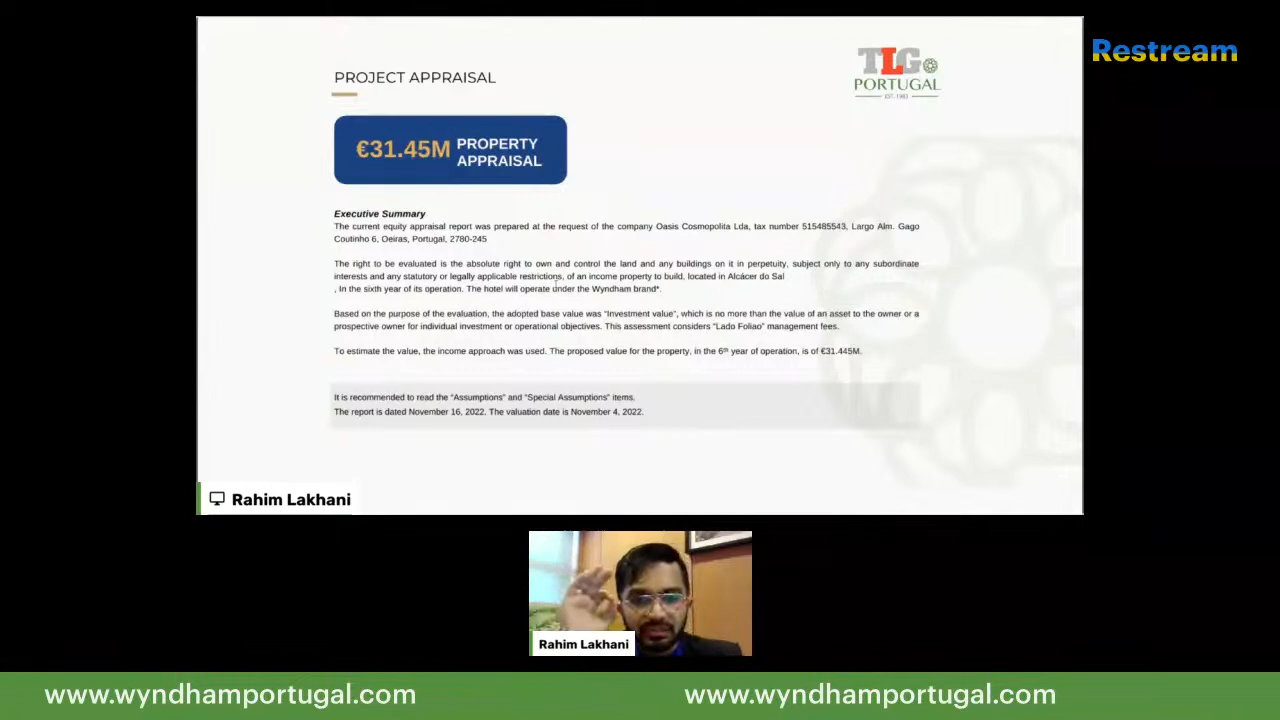 Restream
TLG
PORTUGAL
EST. 1983
PROJECT APPRAISAL
€31.45M PROPERTY
APPRAISAL
Executive Summary
The current equity appraisal report was prepared at the request of the company Oasis Cosmopolita Lda, tax number 515485543, Largo Alm. Gago
Coutinho 6, Oeiras, Portugal, 2780-245
The right to be evaluated is the absolute right to own and control the land and any buildings on it in perpetuity, subject only to any subordinate
interests and any statutory or legally applicable restrictions, of an income property to build, located in Alcácer do Sal
, In the sixth year of its operation. The hotel will operate under the Wyndham brand*.
Based on the purpose of the evaluation, the adopted base value was “Investment value”, which is no more than the value of an asset to the owner or a
prospective owner for individual investment or operational objectives. This assessment considers “Lado Foliao” management fees.
To estimate the value, the income approach was used. The proposed value for the property, in the 6th year of operation, is of €31.445M.
It is recommended to read the “Assumptions” and “Special Assumptions” items.
The report is dated November 16, 2022. The valuation date is November 4, 2022.
Rahim Lakhani
Rahim Lakhani
www.wyndhamportugal.com www.wyndhamportugal.com